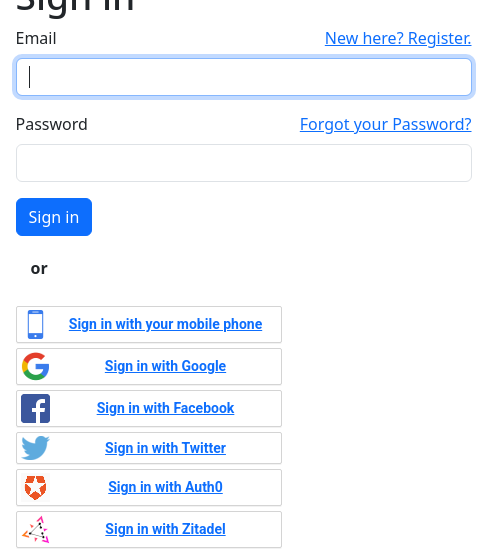 Sign in
Email New here? Register.
Password Forgot your Password?
Sign in
or
Sign in with your mobile phone
Sign in with Google
Sign in with Facebook
Sign in with Twitter
Sign in with Auth0
Sign in with Zitadel